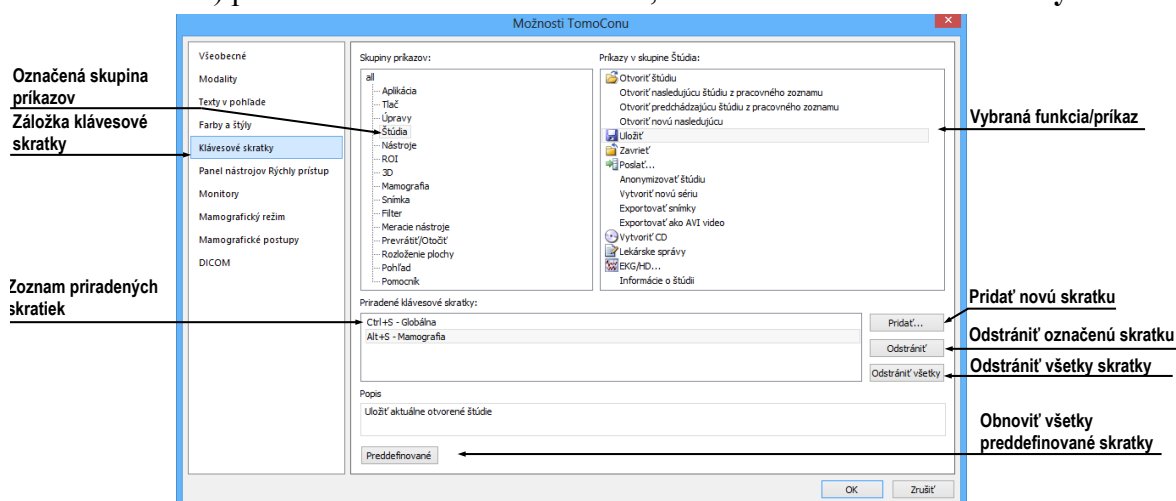 Možnosti TomoConu
Všeobecné
Modality
Texty v pohľade
Farby a štýly
Klávesové skratky
Panel nástrojov Rýchly prístup
Monitory
Mamografický režim
Mamografické postupy
DICOM
Skupiny príkazov:
all
Aplikácia
Tlač
Úpravy
Štúdia
Nástroje
ROI
3D
Mamografia
Snímka
Filter
Meracie nástroje
Prevrátiť/Otočiť
Rozloženie plochy
Pohľad
Pomocník
Príkazy v skupine Štúdia:
Otvoriť štúdiu
Otvoriť nasledujúcu štúdiu z pracovného zoznamu
Otvoriť predchádzajúcu štúdiu z pracovného zoznamu
Otvoriť novú nasledujúcu
Uložiť
Zavrieť
Poslať...
Anonymizovať štúdiu
Vytvoriť novú sériu
Exportovať snímky
Exportovať ako AVI video
Vytvoriť CD
Lekárske správy
EKG/HD...
Informácie o štúdii
Priradené klávesové skratky:
Ctrl+S - Globálna
Alt+S - Mamografia
Pridať...
Odstrániť
Odstrániť všetky
Popis
Uložiť aktuálne otvorené štúdie
Preddefinované
OK
Zrušiť
Označená skupina
príkazov
Záložka klávesové
skratky
Zoznam priradených
skratiek
Vybraná funkcia/príkaz
Pridať novú skratku
Odstrániť označenú skratku
Odstrániť všetky skratky
Obnoviť všetky
preddefinované skratky